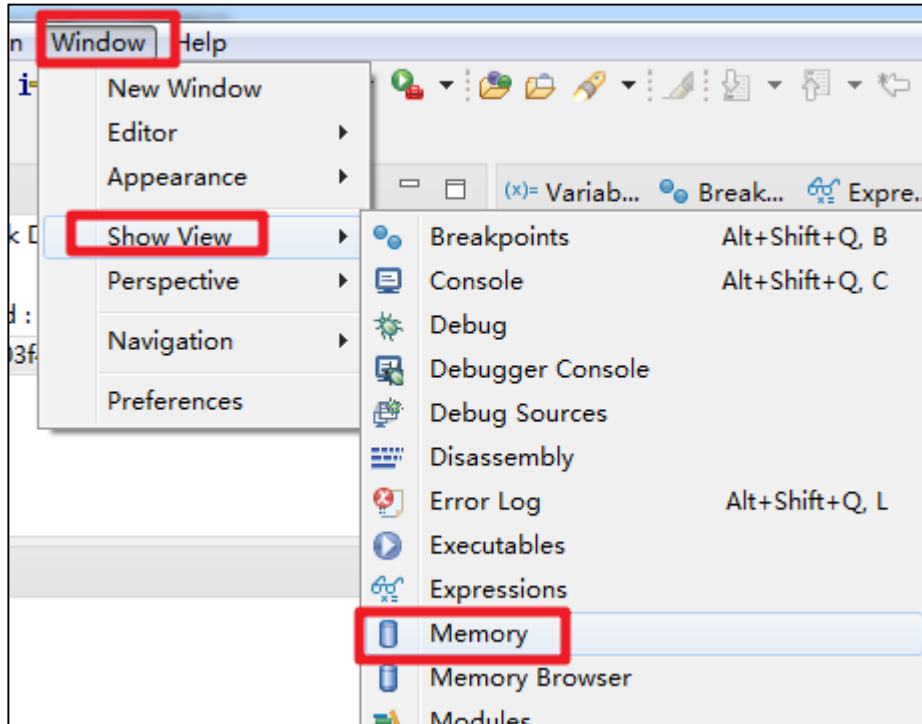 n Window Help
New Window
Editor
Appearance
(x)= Variab... Break... Expre..
Show View
Breakpoints Alt+Shift+Q, B
Perspective
Console Alt+Shift+Q, C
Debug
Navigation
Debugger Console
Preferences
Debug Sources
Disassembly
Error Log Alt+Shift+Q, L
Executables
Expressions
Memory
Memory Browser
Modules